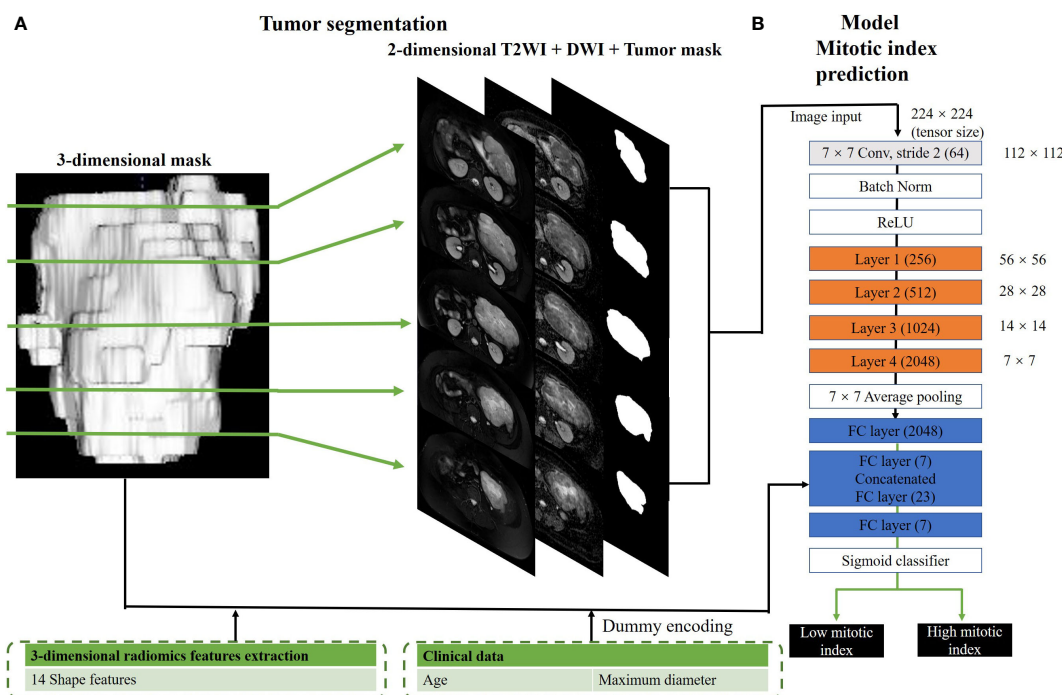 A
Tumor segmentation
2-dimensional T2WI + DWI + Tumor mask
3-dimensional mask
B
Model
Mitotic index
prediction
Image input
224 × 224
(tensor size)
7 × 7 Conv, stride 2 (64)
112 × 112
Batch Norm
ReLU
Layer 1 (256)
56 × 56
Layer 2 (512)
28 × 28
Layer 3 (1024)
14 × 14
Layer 4 (2048)
7 × 7
7 × 7 Average pooling
FC layer (2048)
FC layer (7)
Concatenated
FC layer (23)
FC layer (7)
Sigmoid classifier
Low mitotic
index
High mitotic
index
Dummy encoding
3-dimensional radiomics features extraction
14 Shape features
Clinical data
Age
Maximum diameter